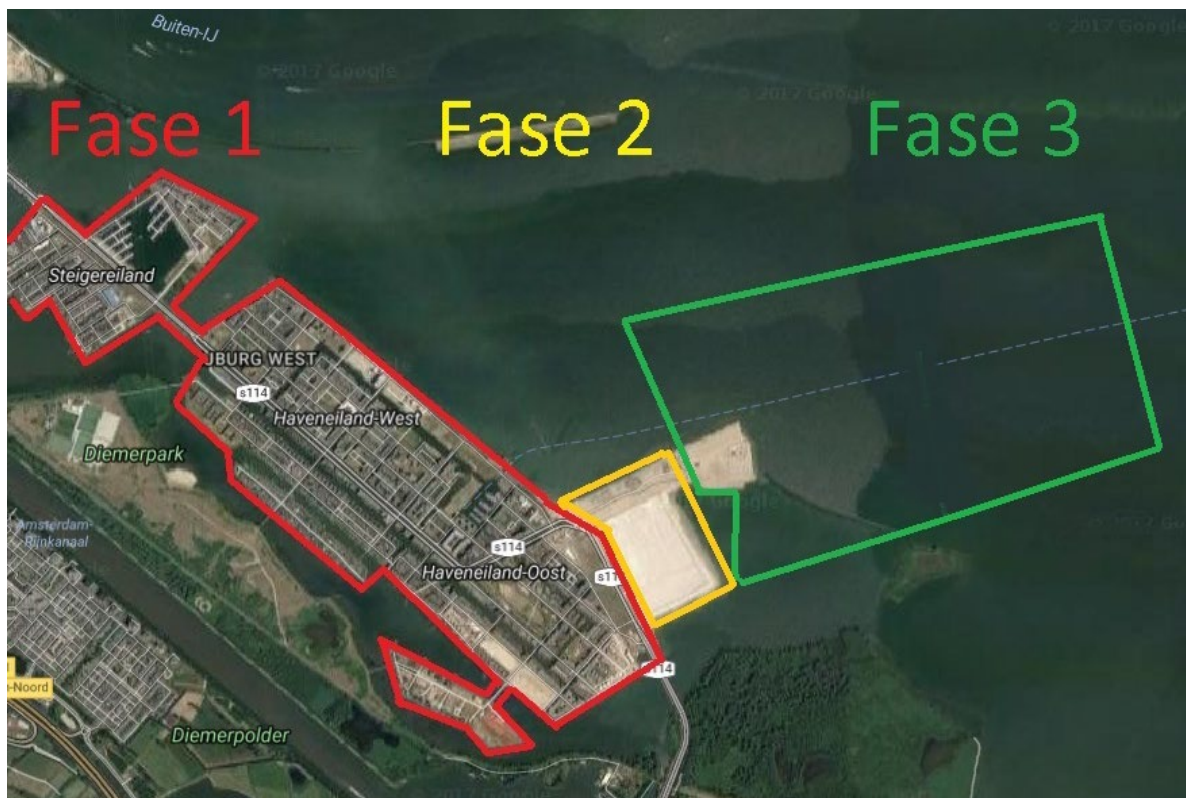 Buiten-IJ
© 2017 Google
© 2017 Google
© 2017 Google
Fase 1
Fase 2
Fase 3
Steigereiland
JBURG WEST
s114
Haveneiland-West
Diemerpark
Google
Amsterdam-
Rijnkanaal
s114
Haveneiland-Oost
s11
114
n-Noord
Diemerpolder